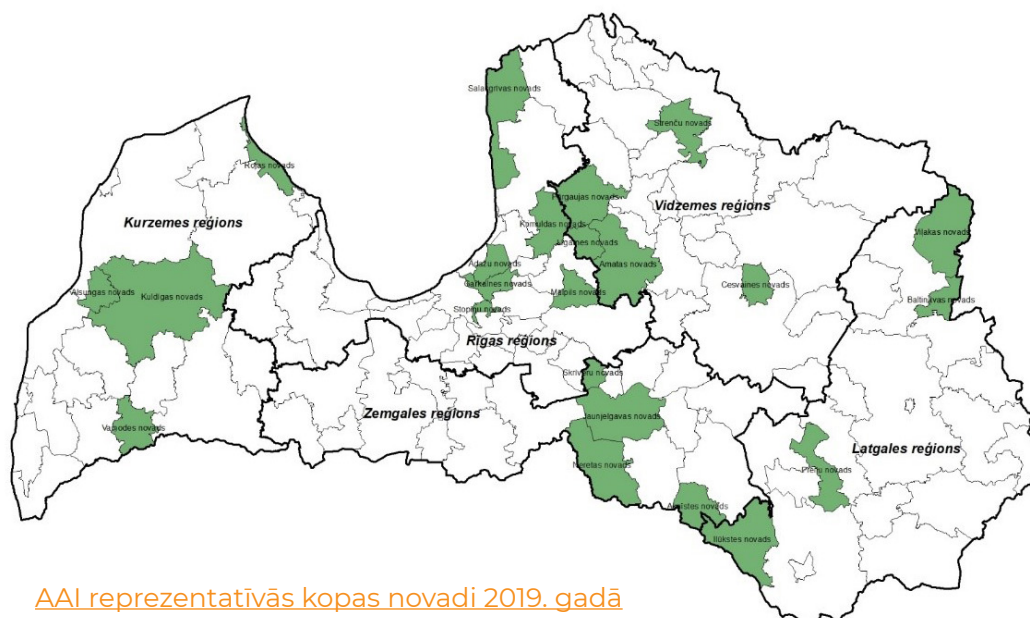 Salacgrīvas novads
Strenču novads
Rojas novads
Pārgaujas novads
Kurzemes reģions
Vidzemes reģions
Krimuldas novads
Viļakas novads
Līgatnes novads
Ādažu novads
Amatas novads
Garkalnes novads
Mālpils novads
Cesvaines novads
Alsungas novads
Kuldīgas novads
Baltinavas novads
Stopiņu novads
Rīgas reģions
Skrīveru novads
Zemgales reģions
Jaunjelgavas novads
Vaiņodes novads
Latgales reģions
Neretas novads
Preiļu novads
Aknīstes novads
Ilūkstes novads
AAI reprezentatīvās kopas novadi 2019. gadā